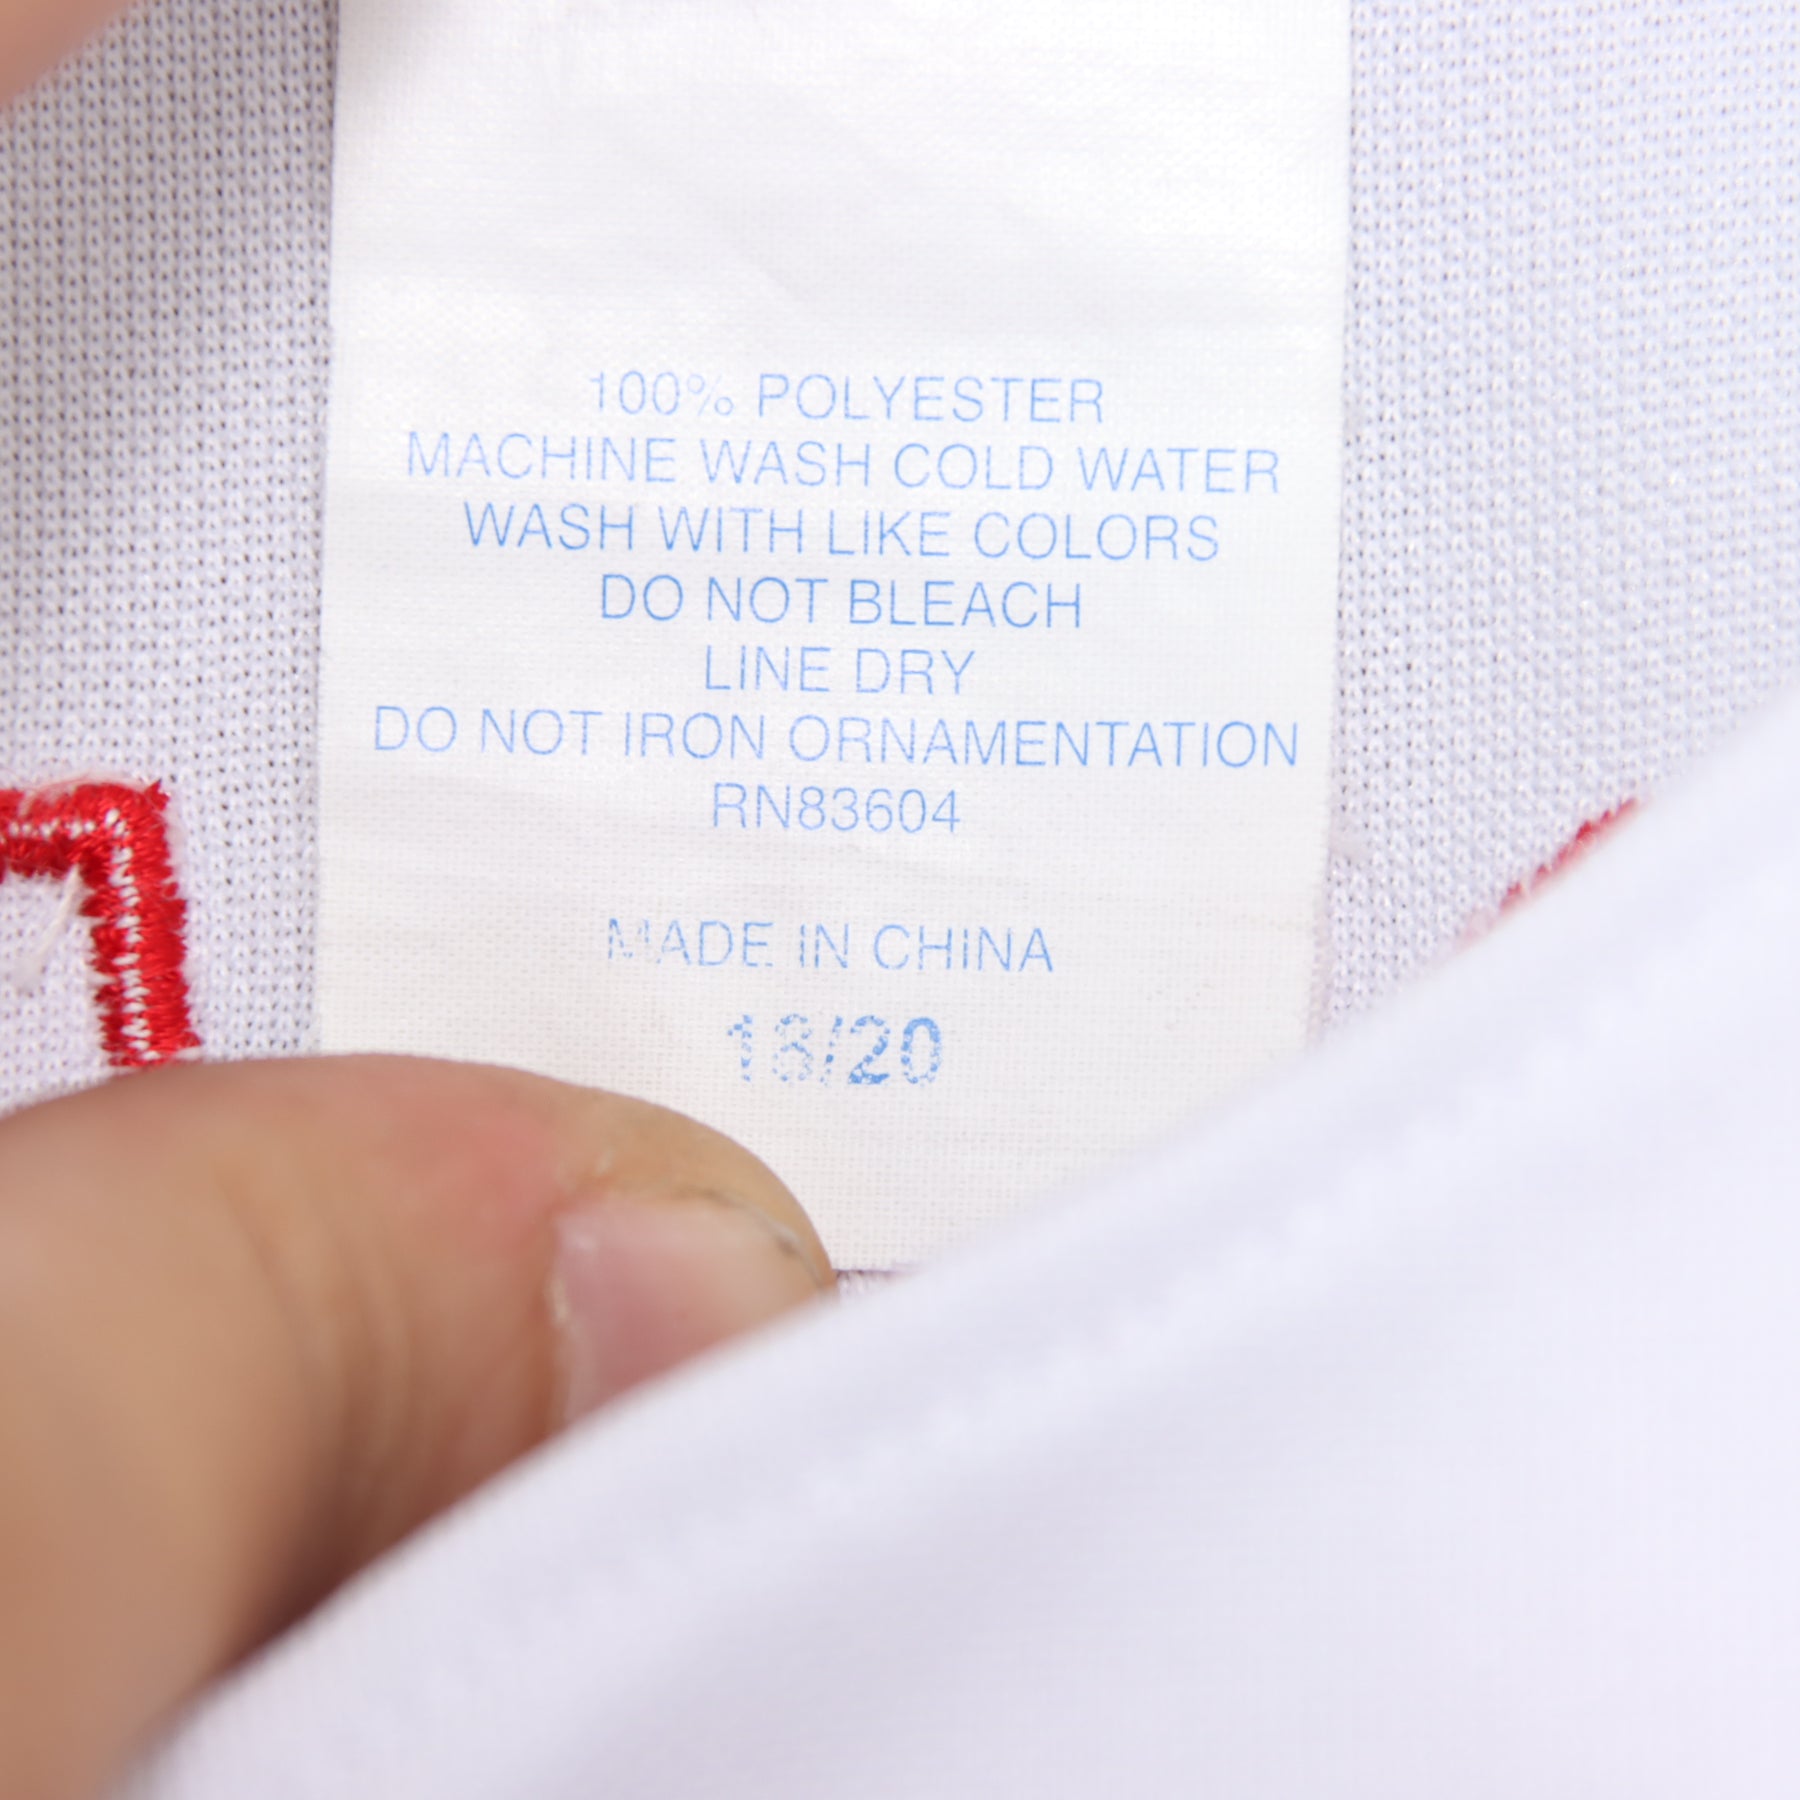 100% POLYESTER
MACHINE WASH COLD WATER
WASH WITH LIKE COLORS
DO NOT BLEACH
LINE DRY
DO NOT IRON ORNAMENTATION
RN83604
MADE IN CHINA
18/20